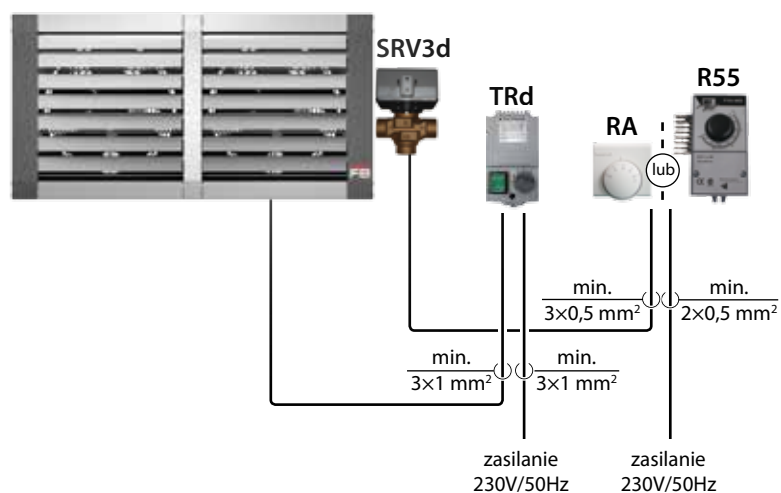 SRV3d
TRd
RA
R55
lub
min.
3×0,5 mm²
min.
2×0,5 mm²
min.
3×1 mm²
min.
3×1 mm²
zasilanie
230V/50Hz
zasilanie
230V/50Hz